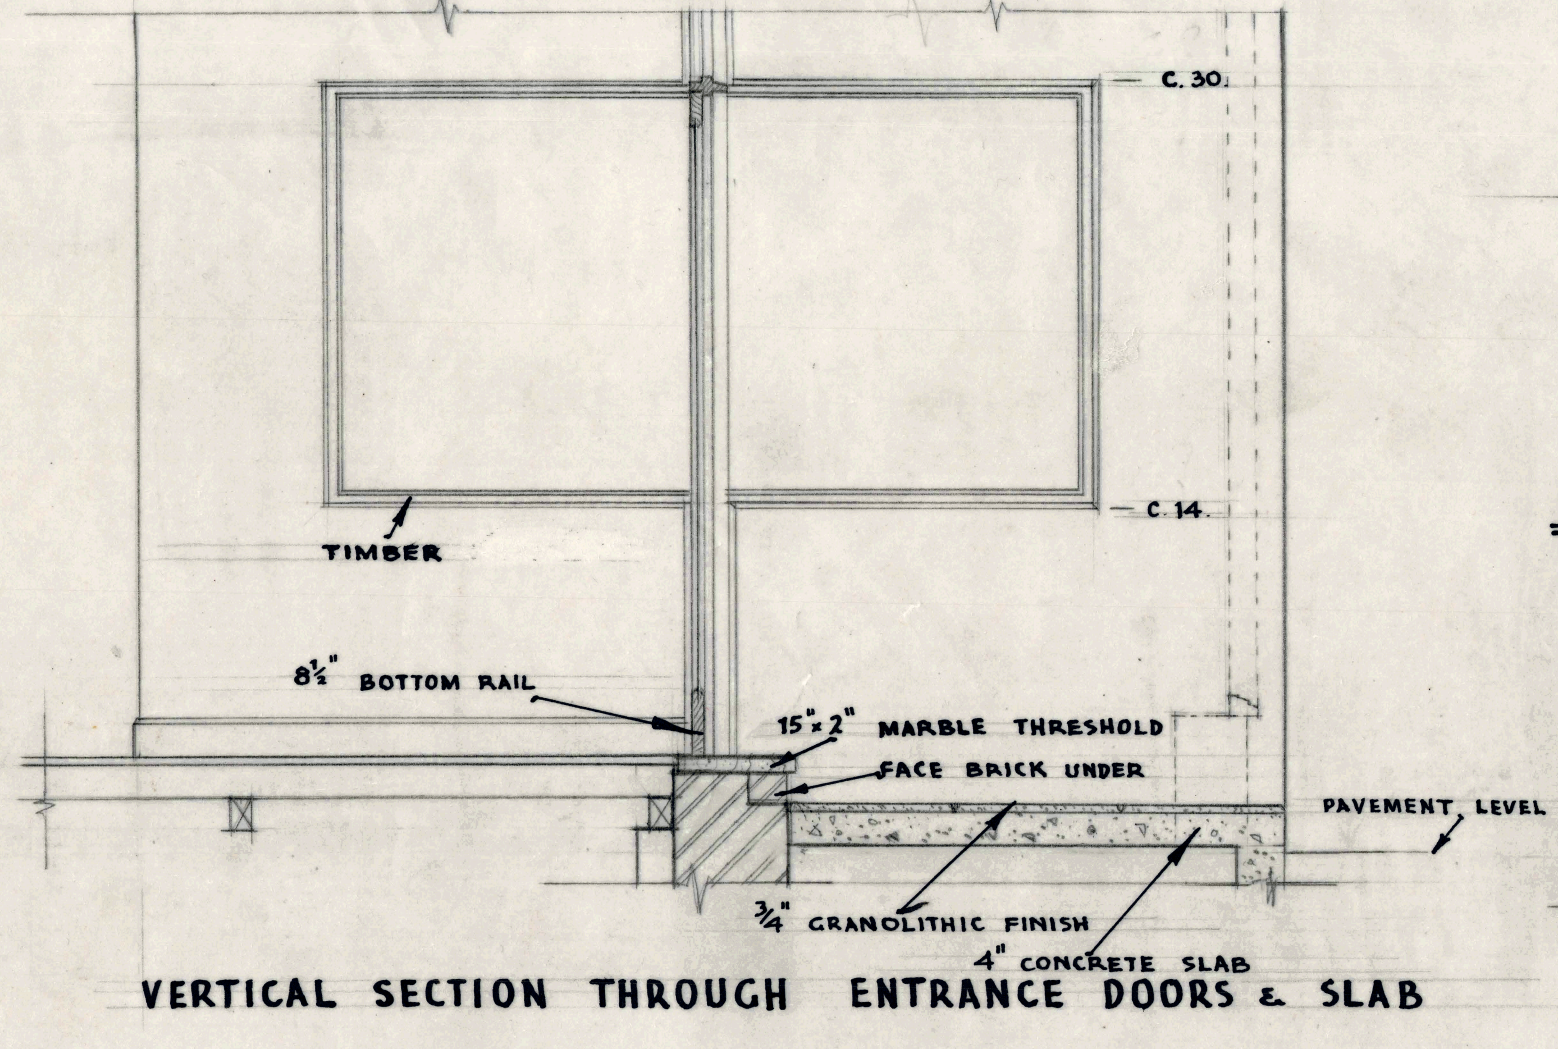 C. 30.
C. 14.
TIMBER
8½" BOTTOM RAIL
15"x 2" MARBLE THRESHOLD
FACE BRICK UNDER
PAVEMENT LEVEL
3/4" GRANOLITHIC FINISH
4" CONCRETE SLAB
VERTICAL SECTION THROUGH ENTRANCE DOORS & SLAB